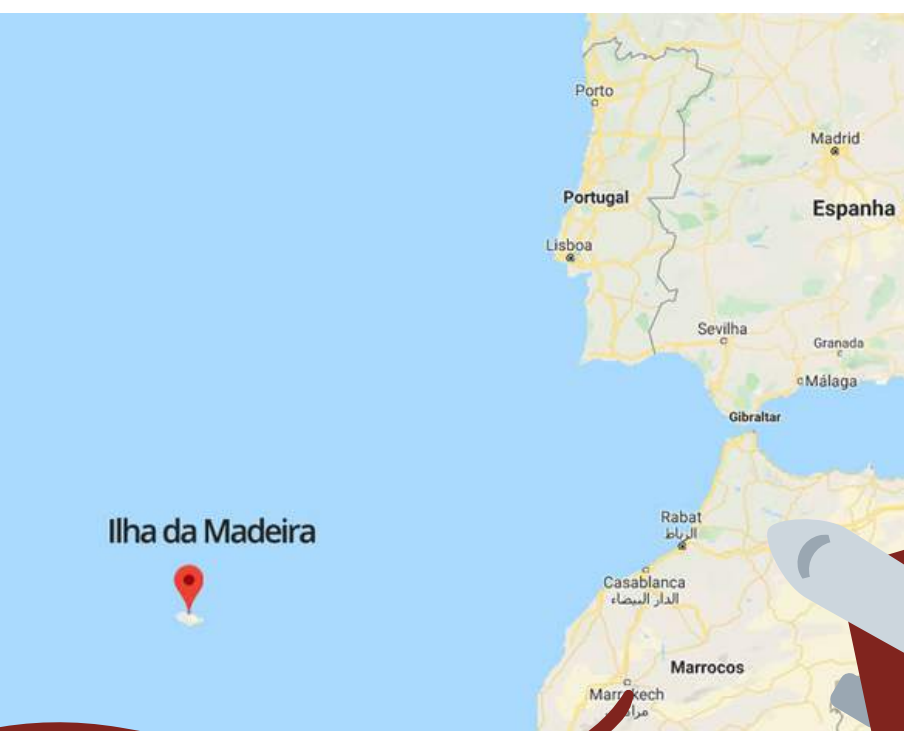 Porto
Madrid
Portugal
Espanha
Lisboa
Sevilha
Granada
Málaga
Gibraltar
Ilha da Madeira
Rabat
الرباط
Casablanca
الدار البيضاء
Marrocos